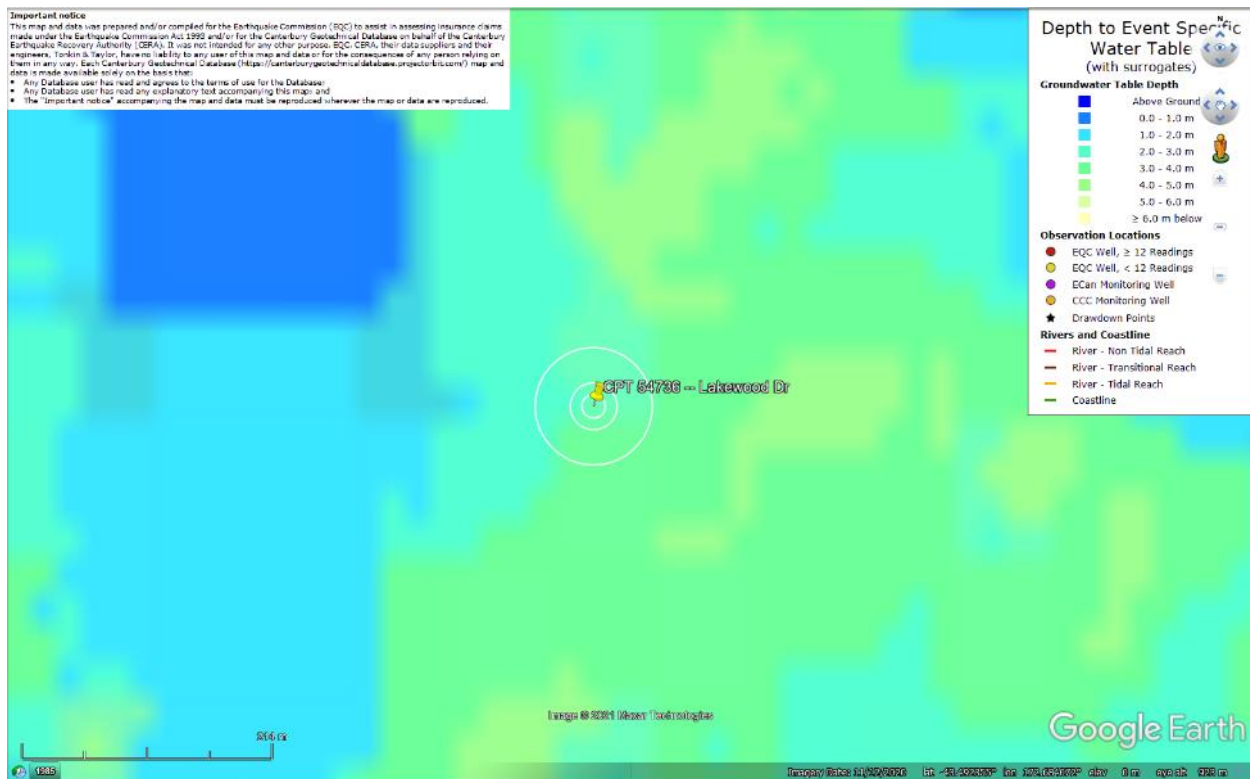 Important notice
This map and data was prepared and/or compiled for the Earthquake Commission (EQC) to assist in assessing insurance claims
made under the Earthquake Commission Act 1993 and/or for the Canterbury Geotechnical Database on behalf of the Canterbury
Earthquake Recovery Authority (CERA). It was not intended for any other purpose. EQC, CERA, their data suppliers and their
engineers, Tonkin & Taylor, have no liability to any user of this map and data or for the consequences of any person relying on
them in any way. Each Canterbury Geotechnical Database (https://canterburygeotechnicaldatabase.projectorbit.com/) map and
data is made available solely on the basis that:
• Any Database user has read and agrees to the terms of use for the Database;
• Any Database user has read any explanatory text accompanying this map; and
• The "Important notice" accompanying the map and data must be reproduced wherever the map or data are reproduced.
Depth to Event Specific
Water Table
(with surrogates)
Groundwater Table Depth
Above Ground
0.0 - 1.0 m
1.0 - 2.0 m
2.0 - 3.0 m
3.0 - 4.0 m
4.0 - 5.0 m
5.0 - 6.0 m
≥ 6.0 m below
Observation Locations
EQC Well, ≥ 12 Readings
EQC Well, < 12 Readings
ECan Monitoring Well
CCC Monitoring Well
Drawdown Points
Rivers and Coastline
River - Non Tidal Reach
River - Transitional Reach
River - Tidal Reach
Coastline
N
CPT 54736 -- Lakewood Dr
Image © 2021 Maxar Technologies
Google Earth
1985
Imagery Date:
lat
lon
elev 0 m eye alt